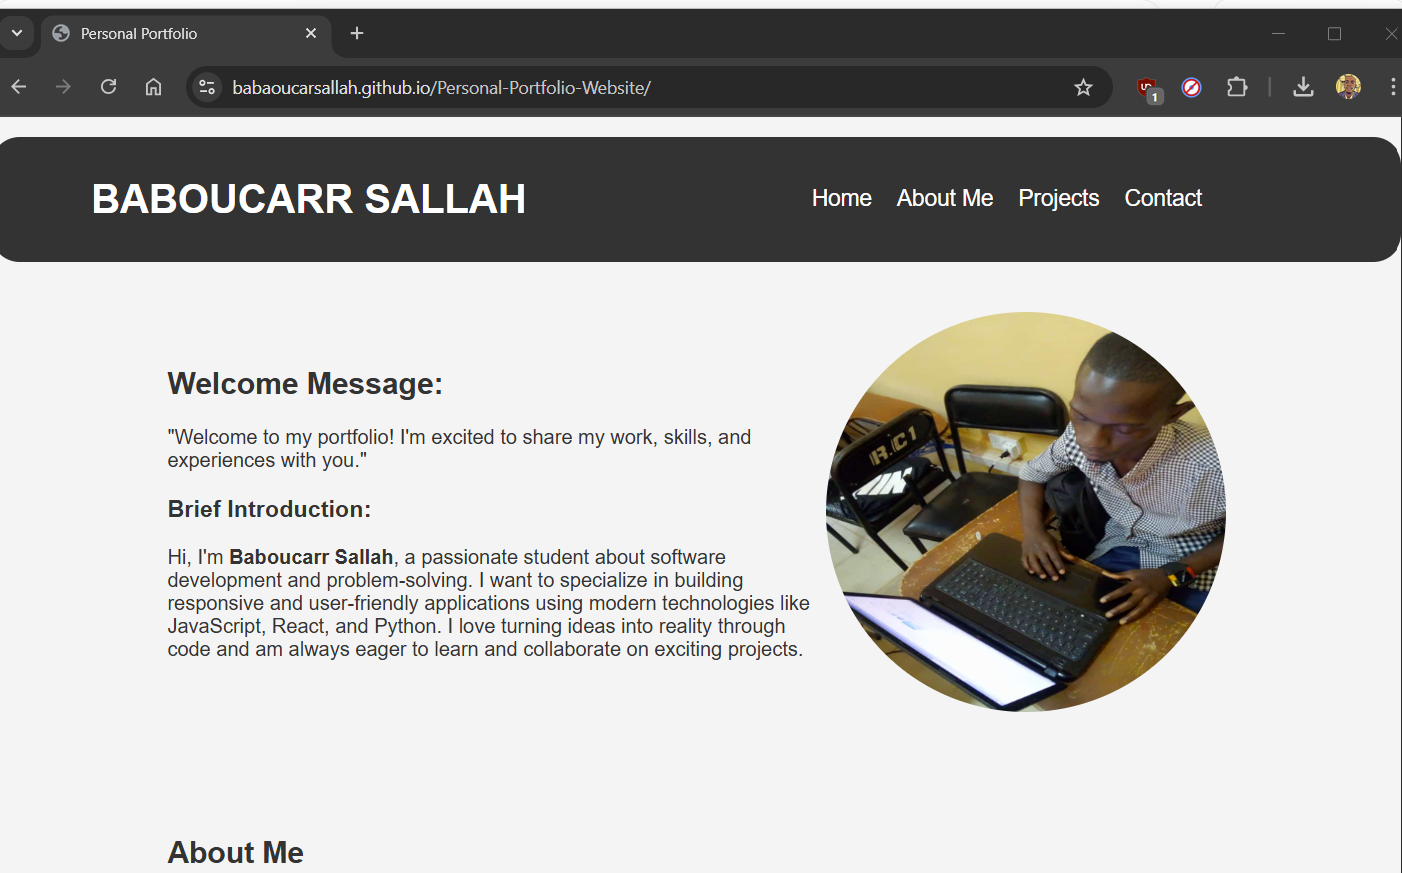 Personal Portfolio
babaoucarsallah.github.io/Personal-Portfolio-Website/
1
BABOUCARR SALLAH
Home About Me Projects Contact
Welcome Message:
"Welcome to my portfolio! I'm excited to share my work, skills, and
experiences with you."
Brief Introduction:
Hi, I'm Baboucarr Sallah, a passionate student about software
development and problem-solving. I want to specialize in building
responsive and user-friendly applications using modern technologies like
JavaScript, React, and Python. I love turning ideas into reality through
code and am always eager to learn and collaborate on exciting projects.
About Me